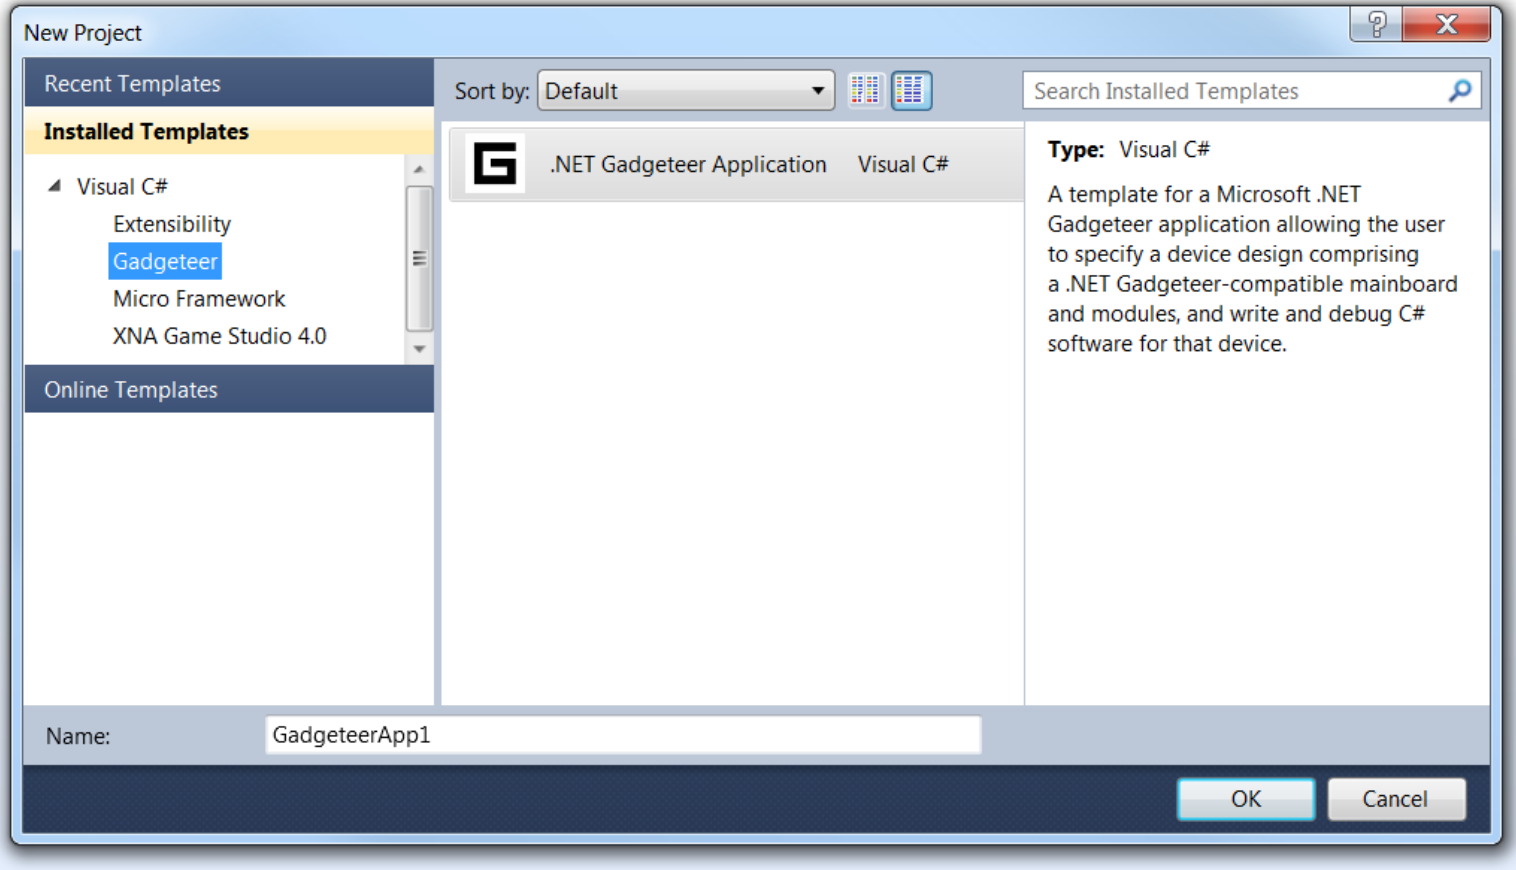 New Project
Recent Templates
Installed Templates
Visual C#
Extensibility
Gadgeteer
Micro Framework
XNA Game Studio 4.0
Online Templates
Sort by: Default
.NET Gadgeteer Application Visual C#
Search Installed Templates
Type: Visual C#
A template for a Microsoft .NET
Gadgeteer application allowing the user
to specify a device design comprising
a .NET Gadgeteer-compatible mainboard
and modules, and write and debug C#
software for that device.
Name: GadgeteerApp1
OK Cancel